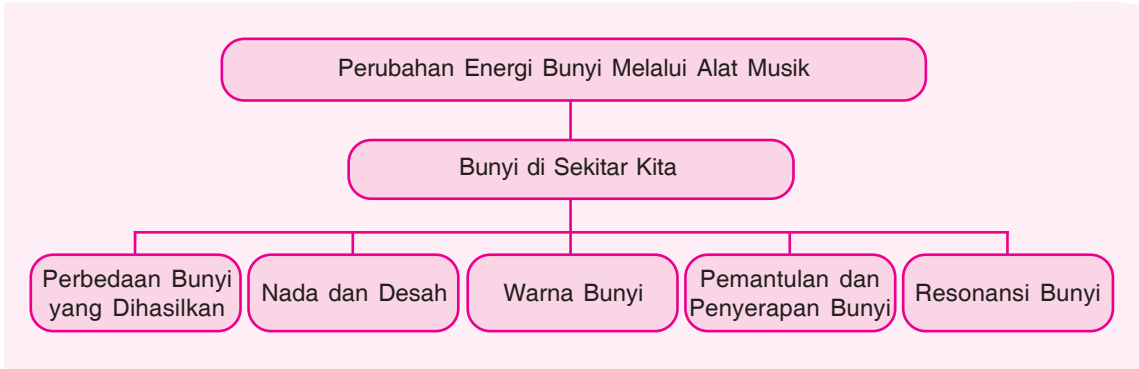 Perubahan Energi Bunyi Melalui Alat Musik
Bunyi di Sekitar Kita
Perbedaan Bunyi
yang Dihasilkan
Nada dan Desah
Warna Bunyi
Pemantulan dan
Penyerapan Bunyi
Resonansi Bunyi